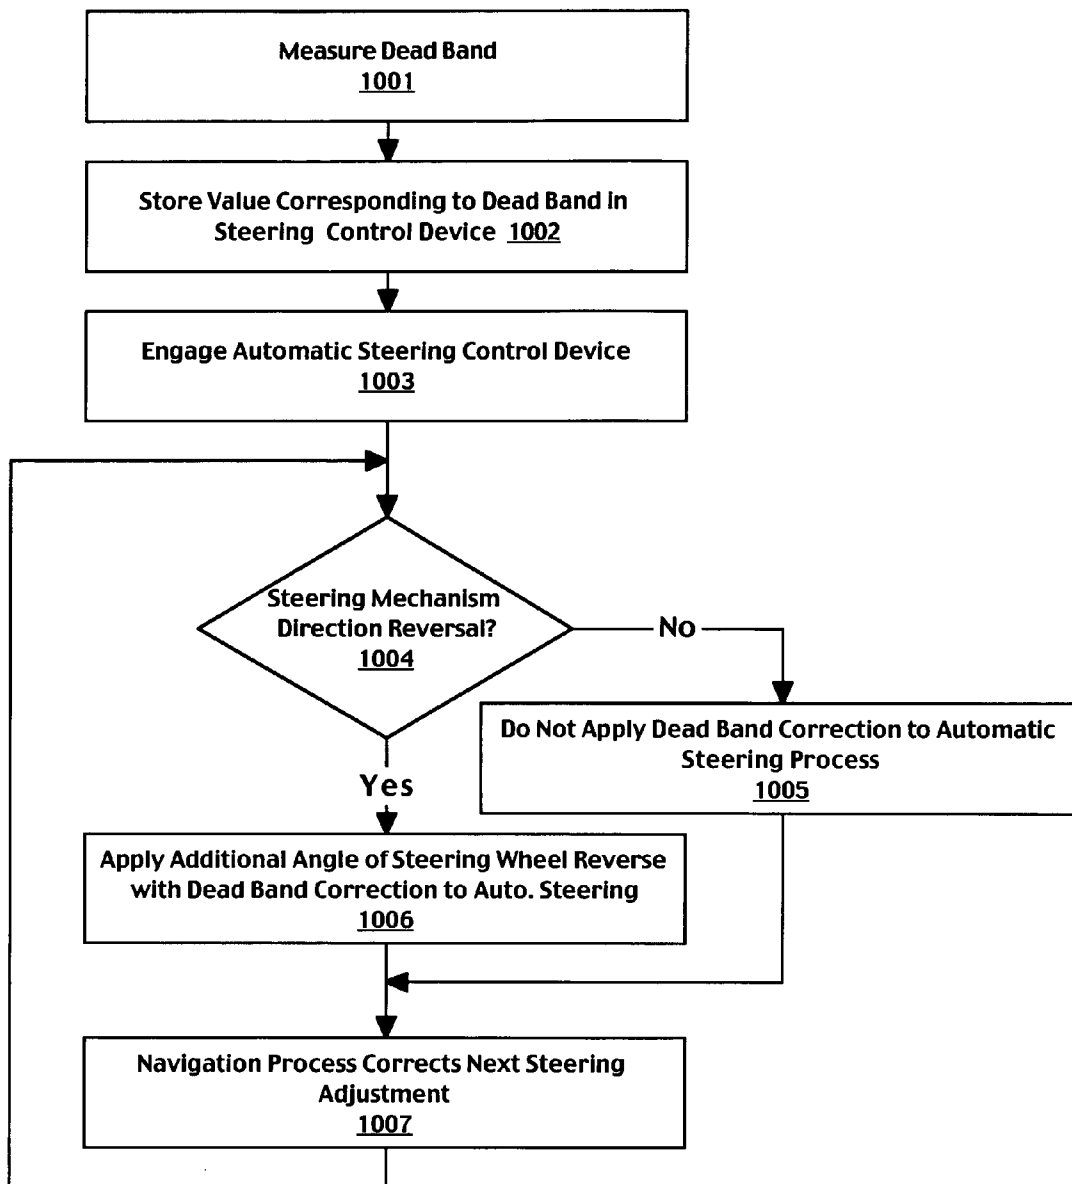 Measure Dead Band
1001
Store Value Corresponding to Dead Band in
Steering Control Device 1002
Engage Automatic Steering Control Device
1003
Steering Mechanism
Direction Reversal?
1004
No
Do Not Apply Dead Band Correction to Automatic
Steering Process
1005
Yes
Apply Additional Angle of Steering Wheel Reverse
with Dead Band Correction to Auto. Steering
1006
Navigation Process Corrects Next Steering
Adjustment
1007